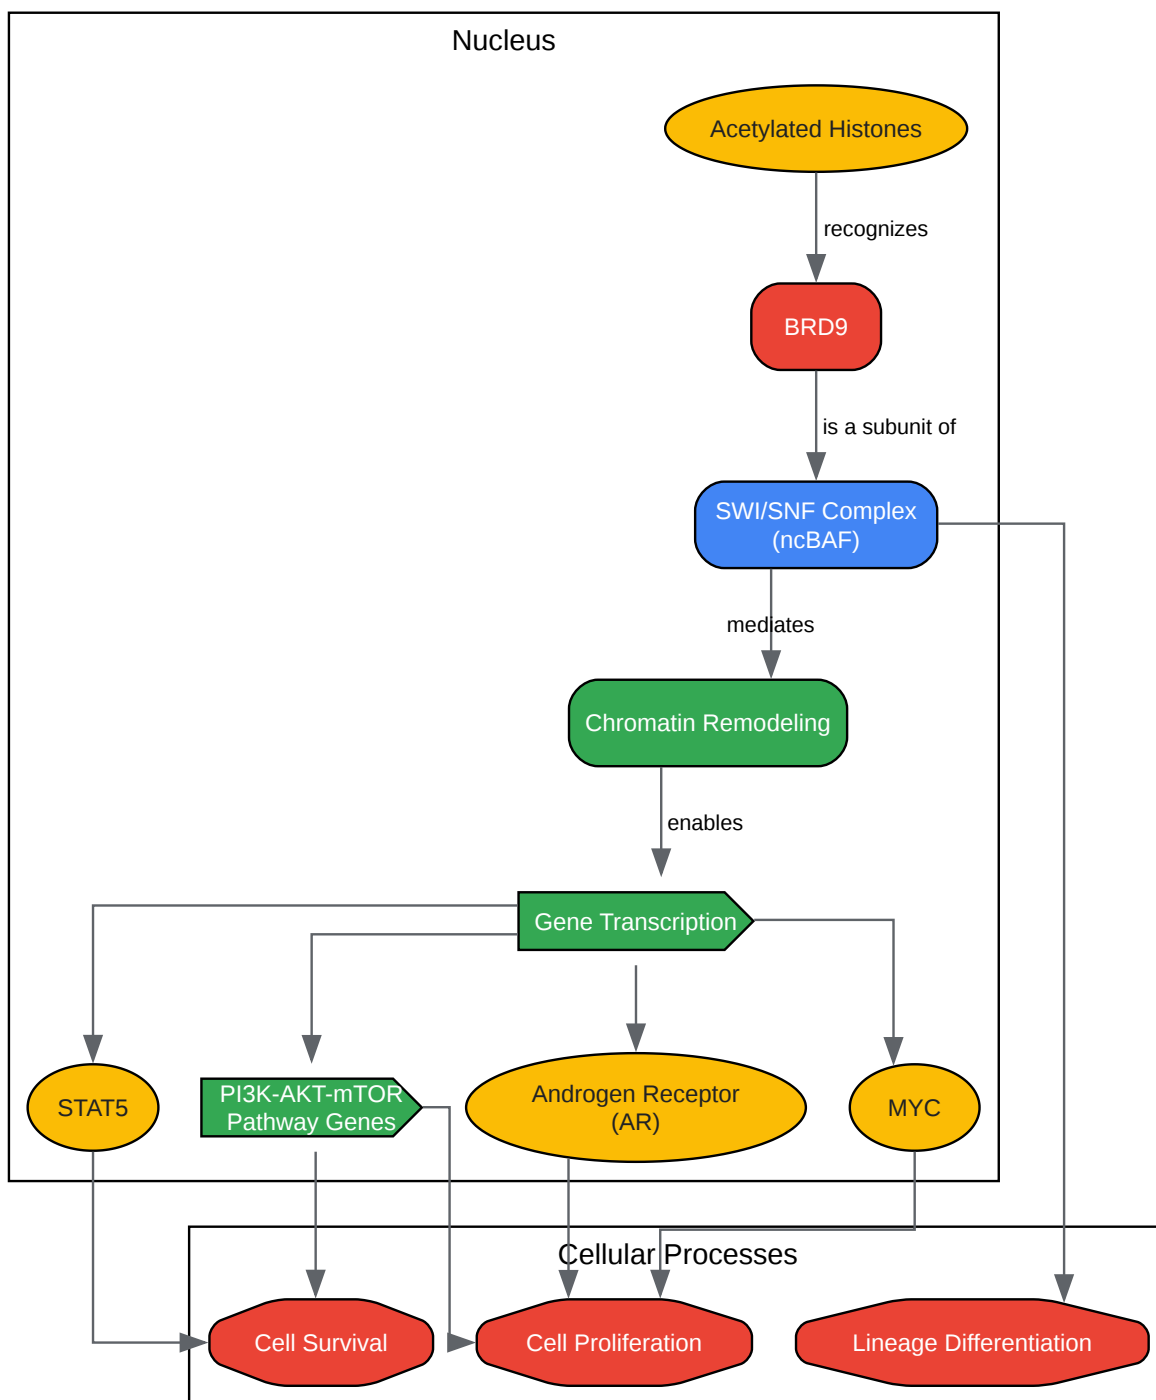 Nucleus
Acetylated Histones
recognizes
BRD9
is a subunit of
SWI/SNF Complex
(ncBAF)
mediates
Chromatin Remodeling
enables
Gene Transcription
STAT5
PI3K-AKT-mTOR
Pathway Genes
Androgen Receptor
(AR)
MYC
Cellular Processes
Cell Survival
Cell Proliferation
Lineage Differentiation